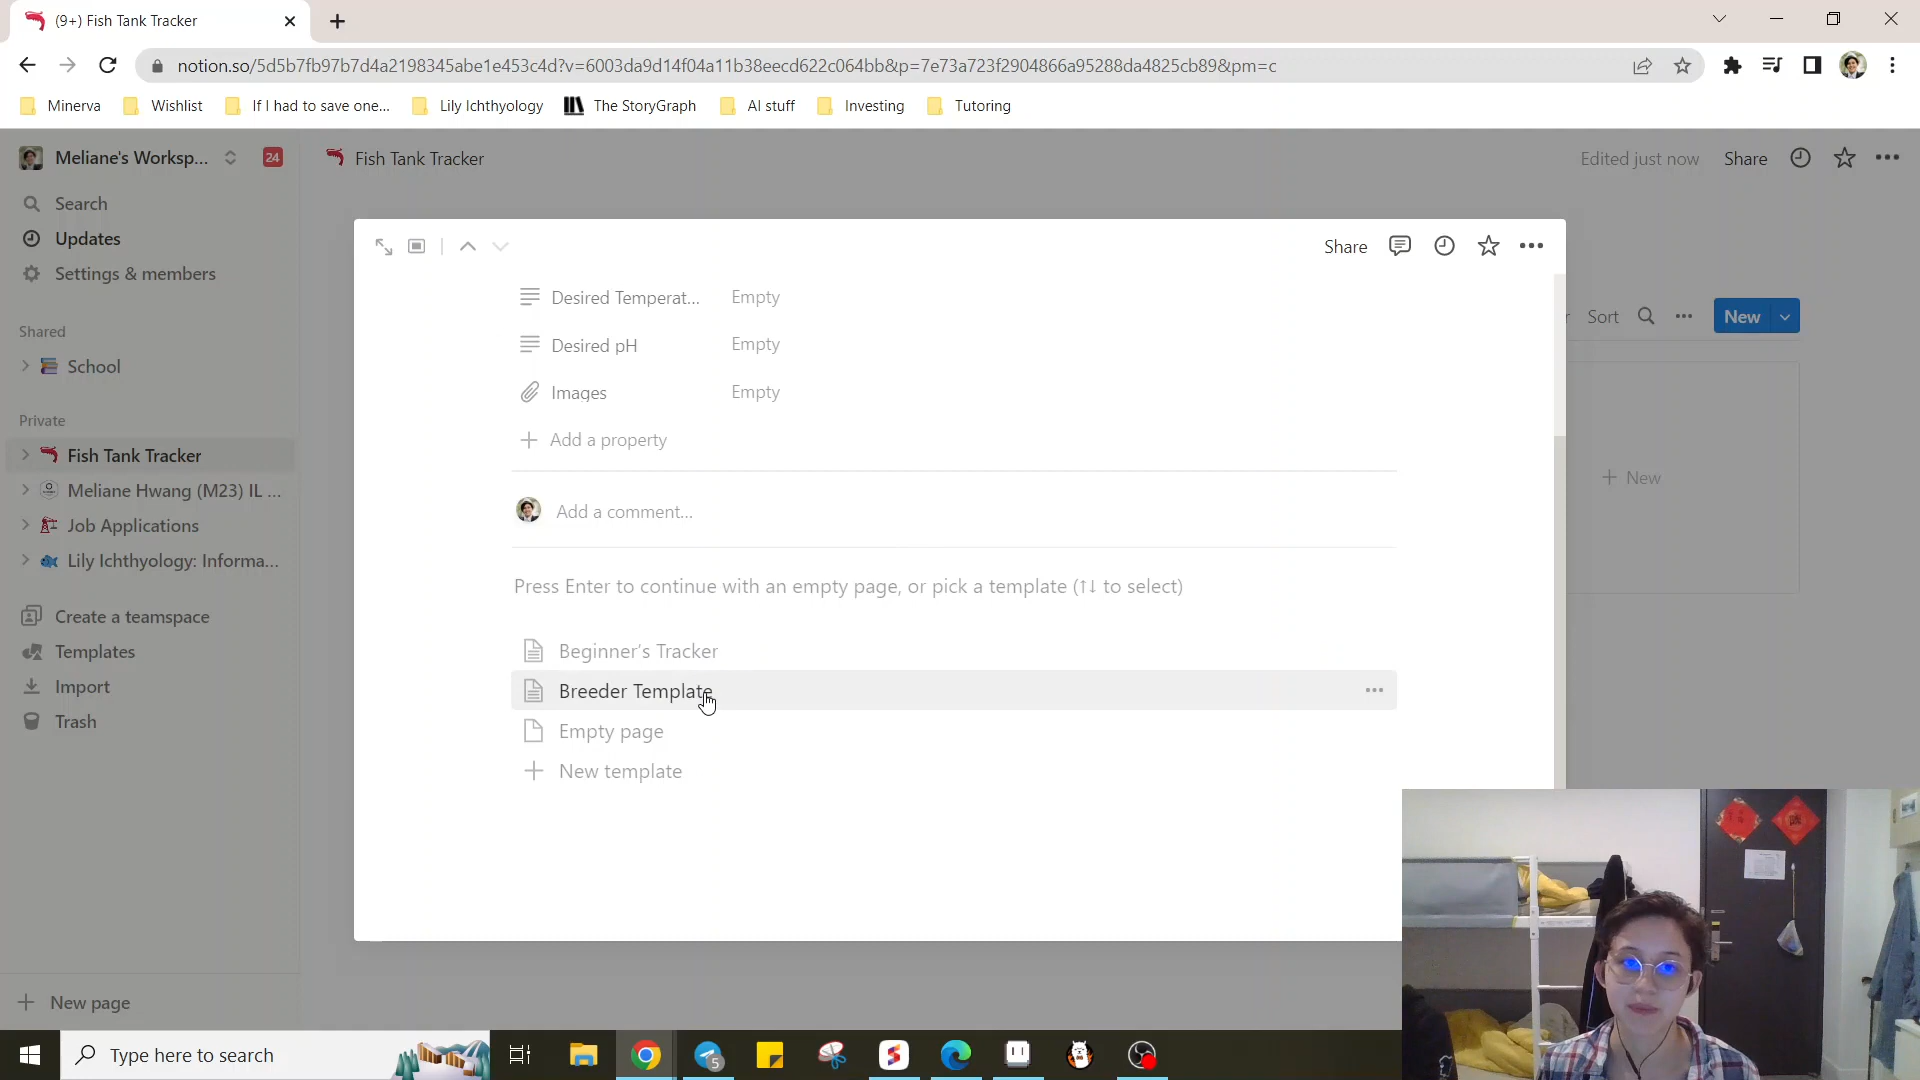 (9+) Fish Tank Tracker
notion.so/5d5b7fb97b7d4a2198345abe1e453c4d?v=6003da9d14f04a11b38eecd622c064bb&p=7e73a723f2904866a95288da4825cb89&pm=c
Minerva
Wishlist
If I had to save one...
Lily Ichthyology
The StoryGraph
AI stuff
Investing
Tutoring
Meliane's Worksp...
24
Fish Tank Tracker
Edited just now
Share
Search
Updates
Settings & members
Shared
School
Private
Fish Tank Tracker
Meliane Hwang (M23) IL ...
Job Applications
Lily Ichthyology: Informa...
Create a teamspace
Templates
Import
Trash
New page
Share
Desired Temperat...
Empty
Desired pH
Empty
Images
Empty
Add a property
Add a comment...
Press Enter to continue with an empty page, or pick a template (↑↓ to select)
Beginner's Tracker
Breeder Template
Empty page
New template
Sort
New
New
Type here to search
5